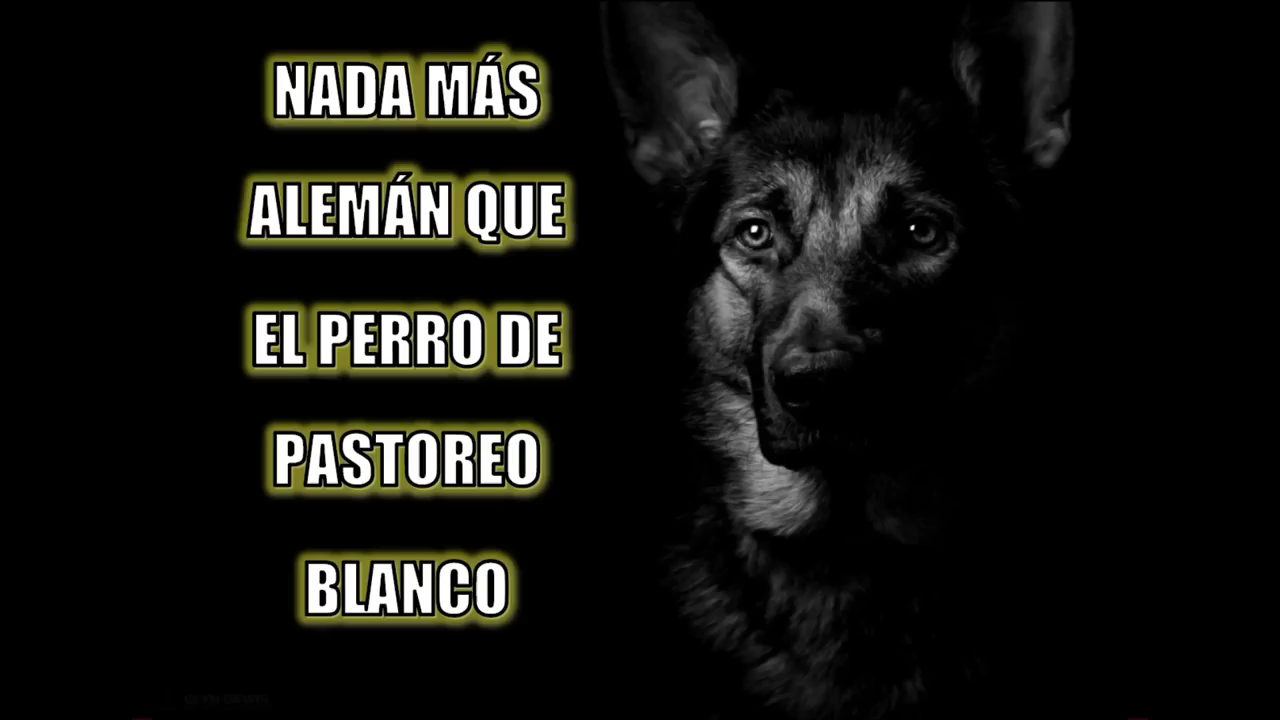 NADA MÁS
ALEMÁN QUE
EL PERRO DE
PASTOREO
BLANCO